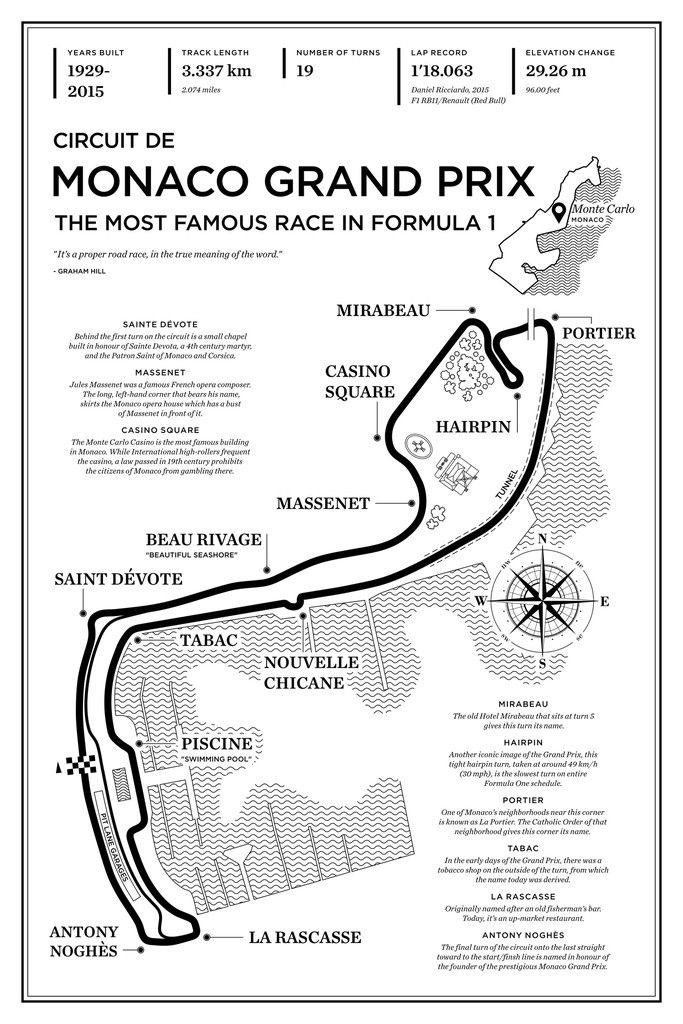 YEARS BUILT
1929-
2015
TRACK LENGTH
3.337 km
2.074 miles
NUMBER OF TURNS
19
LAP RECORD
1'18.063
Daniel Ricciardo, 2015
F1 RB11/Renault (Red Bull)
ELEVATION CHANGE
29.26 m
96.00 feet
CIRCUIT DE
MONACO GRAND PRIX
THE MOST FAMOUS RACE IN FORMULA 1
"It's a proper road race, in the true meaning of the word."
- GRAHAM HILL
Monte Carlo
MONACO
SAINTE DÉVOTE
Behind the first turn on the circuit is a small chapel
built in honour of Sainte Devota, a 4th century martyr,
and the Patron Saint of Monaco and Corsica.
MASSENET
Jules Massenet was a famous French opera composer.
The long, left-hand corner that bears his name,
skirts the Monaco opera house which has a bust
of Massenet in front of it.
CASINO SQUARE
The Monte Carlo Casino is the most famous building
in Monaco. While International high-rollers frequent
the casino, a law passed in 19th century prohibits
the citizens of Monaco from gambling there.
MIRABEAU
PORTIER
CASINO
SQUARE
HAIRPIN
TUNNEL
MASSENET
BEAU RIVAGE
"BEAUTIFUL SEASHORE"
SAINT DÉVOTE
TABAC
NOUVELLE
CHICANE
PISCINE
"SWIMMING POOL"
PIT LANE GARAGES
ANTONY
NOGHÈS
LA RASCASSE
N
W
E
S
MIRABEAU
The old Hotel Mirabeau that sits at turn 5
gives this turn its name.
HAIRPIN
Another iconic image of the Grand Prix, this
tight hairpin turn, taken at around 49 km/h
(30 mph), is the slowest turn on entire
Formula One schedule.
PORTIER
One of Monaco's neighborhoods near this corner
is known as La Portier. The Catholic Order of that
neighborhood gives this corner its name.
TABAC
In the early days of the Grand Prix, there was a
tobacco shop on the outside of the turn, from which
the name today was derived.
LA RASCASSE
Originally named after an old fisherman's bar.
Today, it's an up-market restaurant.
ANTONY NOGHÈS
The final turn of the circuit onto the last straight
toward to the start/finsh line is named in honour of
the founder of the prestigious Monaco Grand Prix.